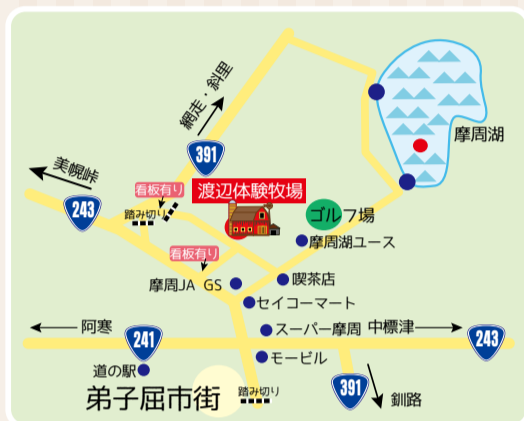 網走・斜里
391
摩周湖
美幌峠
243
看板有り
渡辺体験牧場
踏み切り
ゴルフ場
看板有り
摩周湖ユース
摩周JA GS
喫茶店
セイコーマート
阿寒
スーパー摩周
中標津
241
243
道の駅
モービル
弟子屈市街
踏み切り
391
釧路